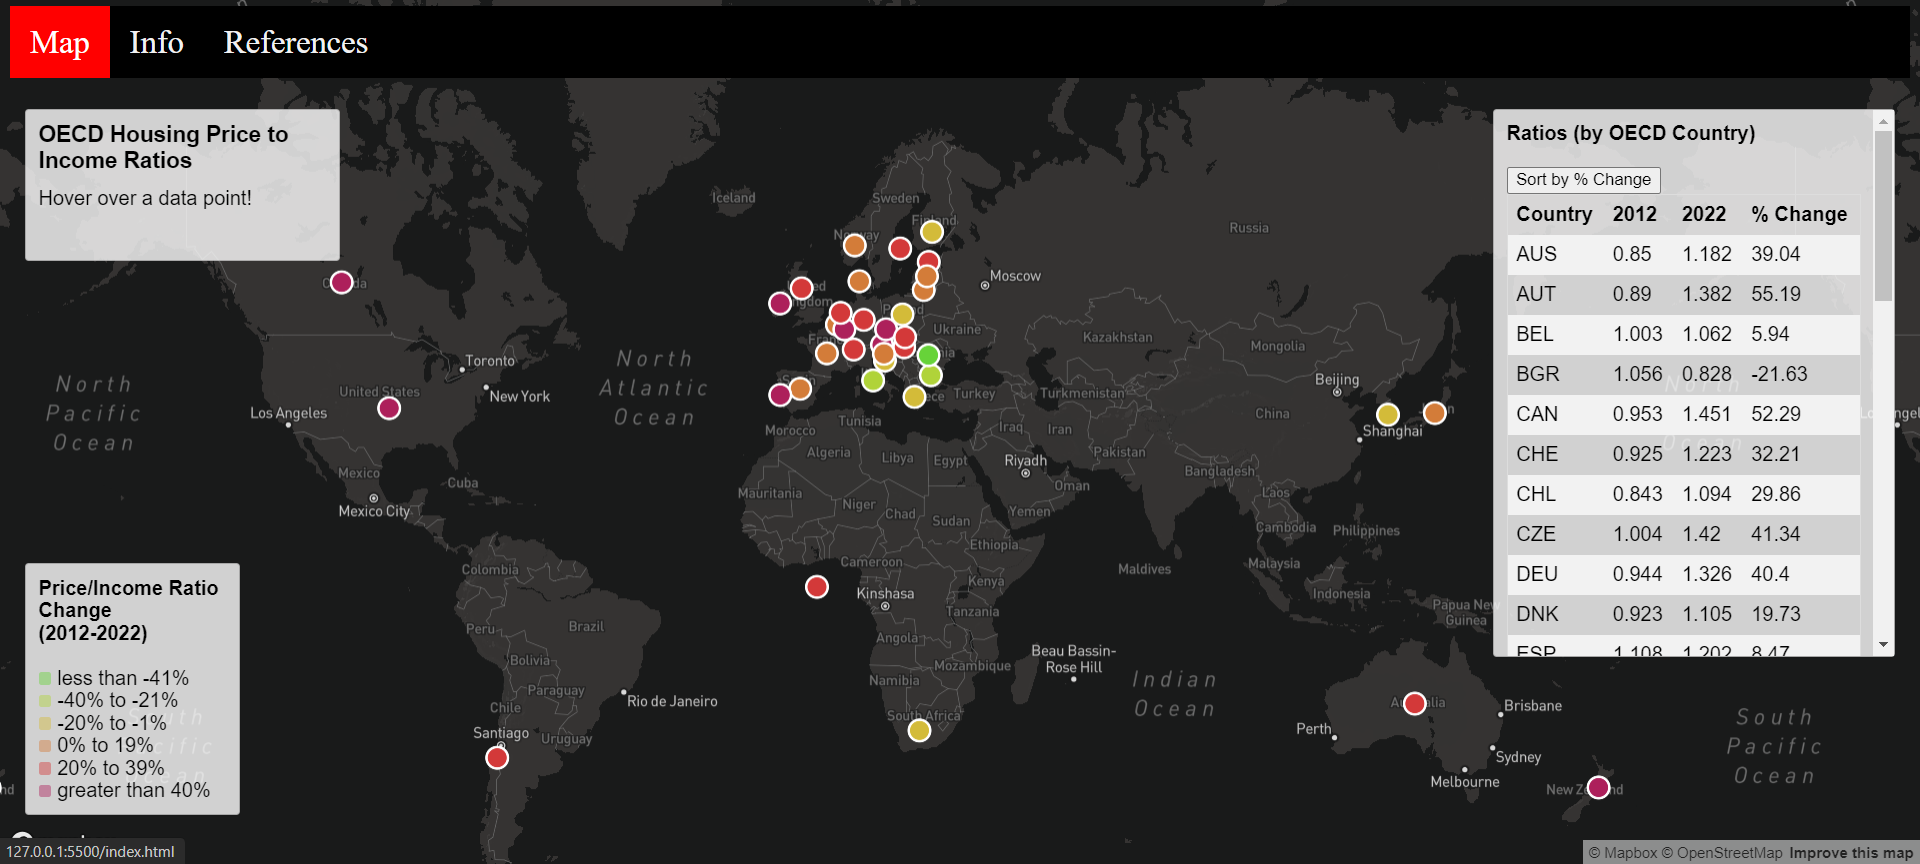 Map Info References
OECD Housing Price to
Income Ratios
Hover over a data point!
Ratios (by OECD Country)
Sort by % Change
Country 2012 2022 % Change
AUS 0.85 1.182 39.04
AUT 0.89 1.382 55.19
BEL 1.003 1.062 5.94
BGR 1.056 0.828 -21.63
CAN 0.953 1.451 52.29
CHE 0.925 1.223 32.21
CHL 0.843 1.094 29.86
CZE 1.004 1.42 41.34
DEU 0.944 1.326 40.4
DNK 0.923 1.105 19.73
ESP 1.108 1.202 8.47
Price/Income Ratio
Change
(2012-2022)
less than -41%
-40% to -21%
-20% to -1%
0% to 19%
20% to 39%
greater than 40%
Iceland
Sweden
Finland
Norway
Russia
Moscow
United
Kingdom
Ukraine
Kazakhstan
Mongolia
Toronto
New York
United States
Los Angeles
North
Pacific
Ocean
North
Atlantic
Ocean
Turkey
Turkmenistan
Beijing
China
Shanghai
Tunisia
Morocco
Algeria
Libya
Egypt
Iraq
Iran
Pakistan
Riyadh
Oman
Bangladesh
Laos
Mexico
Cuba
Mexico City
Mauritania
Niger
Chad
Sudan
Yemen
Cambodia
Philippines
Ethiopia
Cameroon
Colombia
Maldives
Malaysia
Kenya
Kinshasa
Indonesia
Tanzania
Papua New
Guinea
Peru
Brazil
Angola
Beau Bassin-
Rose Hill
Bolivia
Mozambique
Namibia
Indian
Ocean
Paraguay
Rio de Janeiro
Chile
South Africa
Santiago
Uruguay
Australia
Brisbane
Perth
Sydney
Melbourne
New Zealand
South
Pacific
Ocean
127.0.0.1:5500/index.html
© Mapbox © OpenStreetMap Improve this map